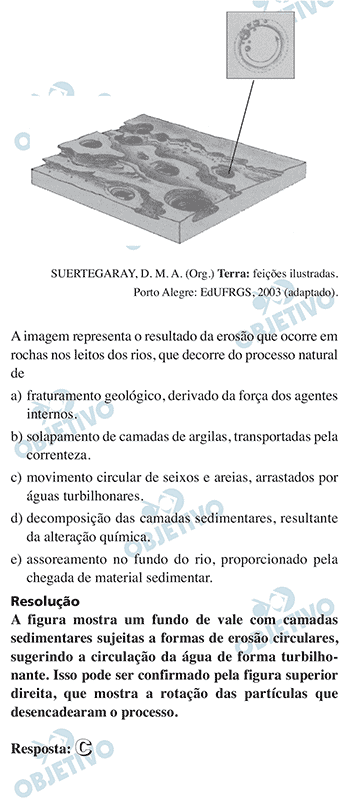 SUERTEGARAY, D. M. A. (Org.) Terra: feições ilustradas.
Porto Alegre: EdUFRGS, 2003 (adaptado).
A imagem representa o resultado da erosão que ocorre em
rochas nos leitos dos rios, que decorre do processo natural
de
a) fraturamento geológico, derivado da força dos agentes
internos.
b) solapamento de camadas de argilas, transportadas pela
correnteza.
c) movimento circular de seixos e areias, arrastados por
águas turbilhonares.
d) decomposição das camadas sedimentares, resultante
da alteração química.
e) assoreamento no fundo do rio, proporcionado pela
chegada de material sedimentar.
Resolução
A figura mostra um fundo de vale com camadas
sedimentares sujeitas a formas de erosão circulares,
sugerindo a circulação da água de forma turbilho-
nante. Isso pode ser confirmado pela figura superior
direita, que mostra a rotação das partículas que
desencadearam o processo.
Resposta: C
OBJETIVO